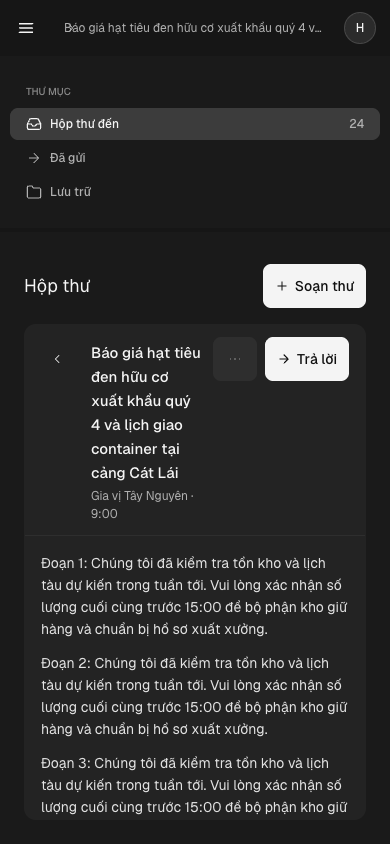 Báo giá hạt tiêu đen hữu cơ xuất khẩu quý 4 v...
H
THƯ MỤC
Hộp thư đến 24
Đã gửi
Lưu trữ
Hộp thư
Soạn thư
Báo giá hạt tiêu
đen hữu cơ
xuất khẩu quý
4 và lịch giao
container tại
cảng Cát Lái
Gia vị Tây Nguyên ·
9:00
Trả lời
Đoạn 1: Chúng tôi đã kiểm tra tồn kho và lịch
tàu dự kiến trong tuần tới. Vui lòng xác nhận số
lượng cuối cùng trước 15:00 để bộ phận kho giữ
hàng và chuẩn bị hồ sơ xuất xưởng.
Đoạn 2: Chúng tôi đã kiểm tra tồn kho và lịch
tàu dự kiến trong tuần tới. Vui lòng xác nhận số
lượng cuối cùng trước 15:00 để bộ phận kho giữ
hàng và chuẩn bị hồ sơ xuất xưởng.
Đoạn 3: Chúng tôi đã kiểm tra tồn kho và lịch
tàu dự kiến trong tuần tới. Vui lòng xác nhận số
lượng cuối cùng trước 15:00 để bộ phận kho giữ